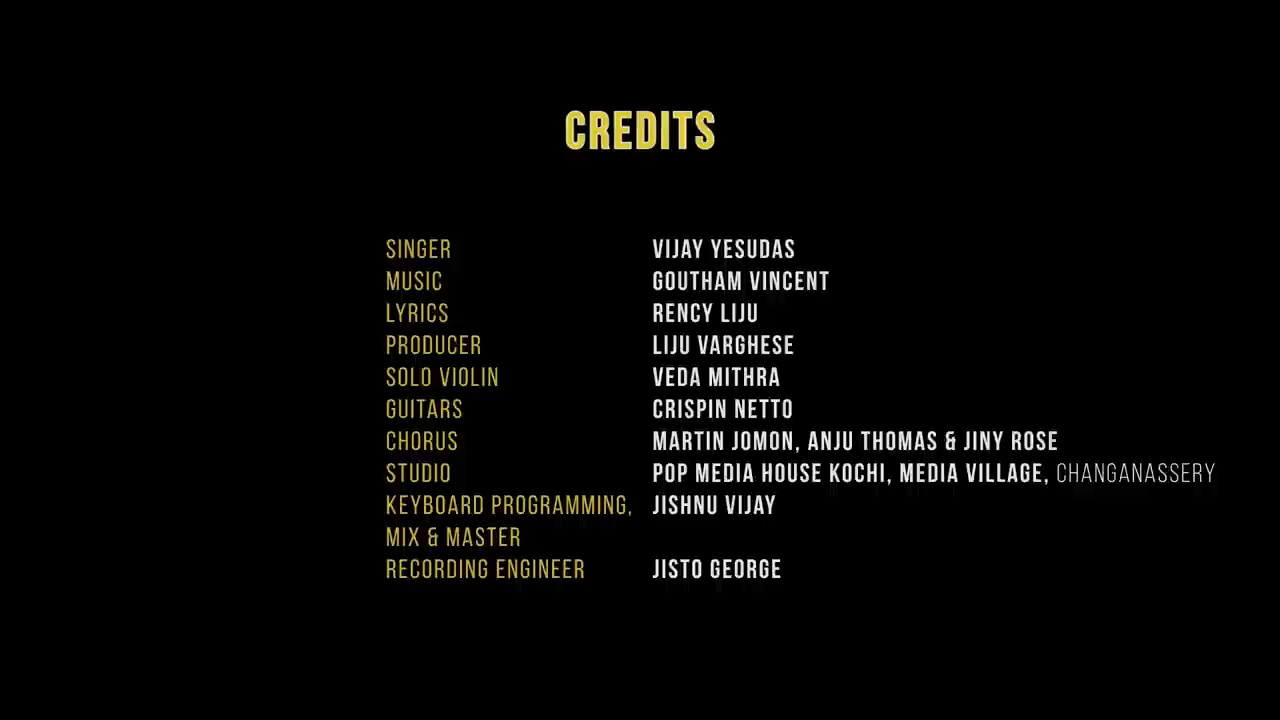 CREDITS
SINGER VIJAY YESUDAS
MUSIC GOUTHAM VINCENT
LYRICS RENCY LIJU
PRODUCER LIJU VARGHESE
SOLO VIOLIN VEDA MITHRA
GUITARS CRISPIN NETTO
CHORUS MARTIN JOMON, ANJU THOMAS & JINY ROSE
STUDIO POP MEDIA HOUSE KOCHI, MEDIA VILLAGE, CHANGANASSERY
KEYBOARD PROGRAMMING, JISHNU VIJAY
MIX & MASTER
RECORDING ENGINEER JISTO GEORGE